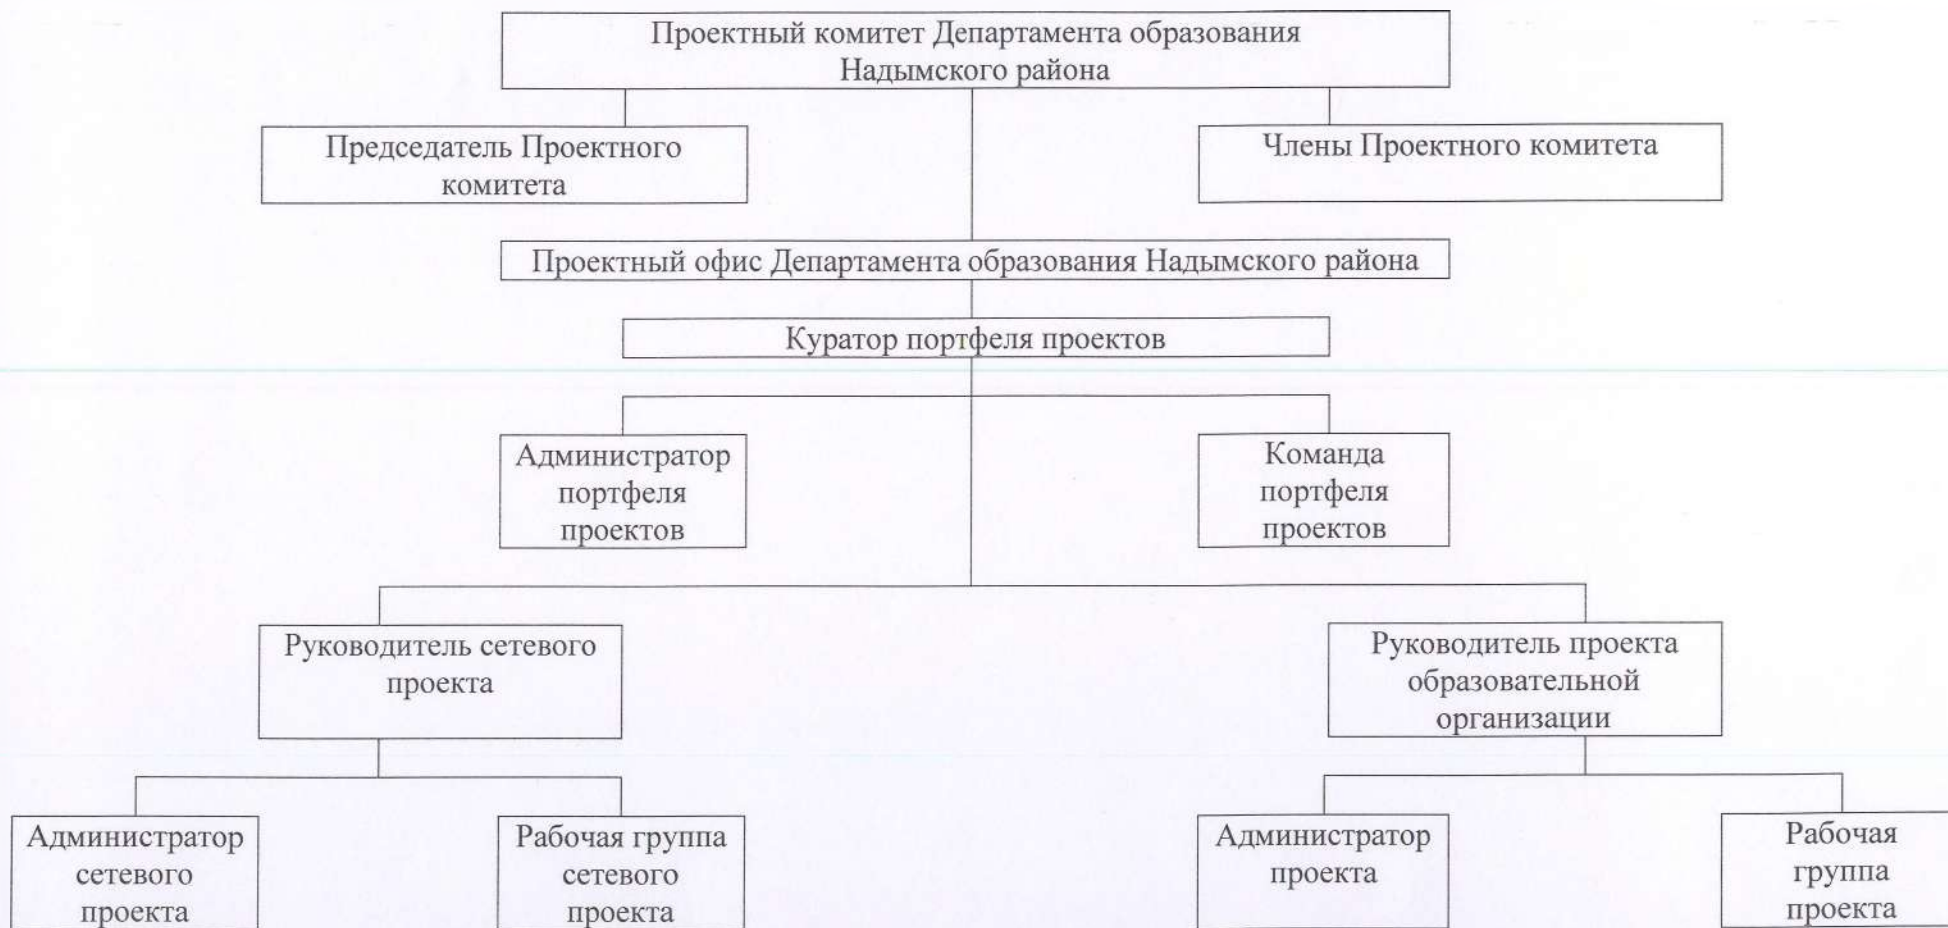 Проектный комитет Департамента образования
Надымского района
Председатель Проектного
комитета
Члены Проектного комитета
Проектный офис Департамента образования Надымского района
Куратор портфеля проектов
Администратор
портфеля
проектов
Команда
портфеля
проектов
Руководитель сетевого
проекта
Руководитель проекта
образовательной
организации
Администратор
сетевого
проекта
Рабочая группа
сетевого
проекта
Администратор
проекта
Рабочая
группа
проекта